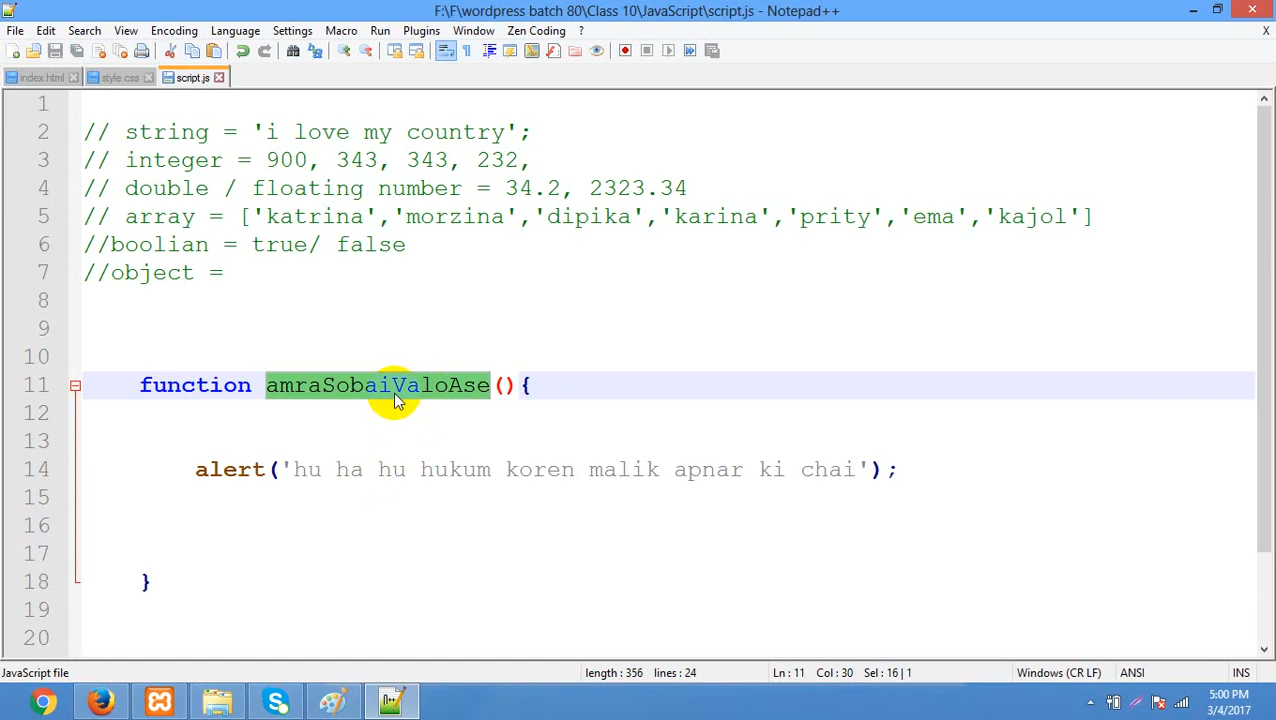 F:\F\wordpress batch 80\Class 10\JavaScript\script.js - Notepad++
File Edit Search View Encoding Language Settings Macro Run Plugins Window Zen Coding ? X
index.html style.css script.js
1
2 // string = 'i love my country';
3 // integer = 900, 343, 343, 232,
4 // double / floating number = 34.2, 2323.34
5 // array = ['katrina','morzina','dipika','karina','prity','ema','kajol']
6 //boolian = true/ false
7 //object =
8
9
10
11 function amraSobaiValoAse(){
12
13
14 alert('hu ha hu hukum koren malik apnar ki chai');
15
16
17
18 }
19
20
JavaScript file length : 356 lines : 24 Ln : 11 Col : 30 Sel : 16 | 1 Windows (CR LF) ANSI INS
5:00 PM
3/4/2017